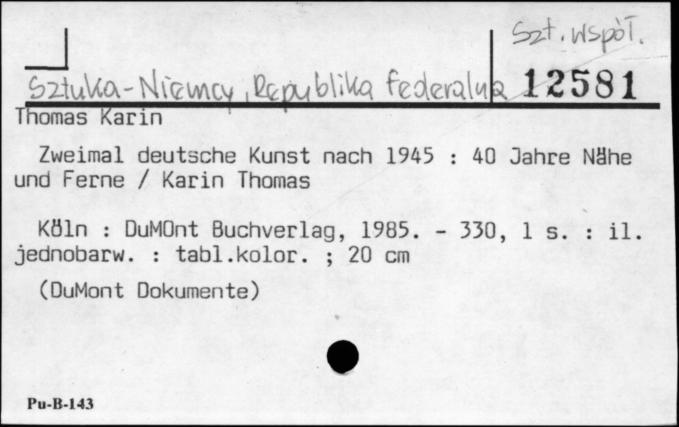 Szt. współ.
Sztuka-Niemcy, Republika Federalna 12581
Thomas Karin
Zweimal deutsche Kunst nach 1945 : 40 Jahre Nähe
und Ferne / Karin Thomas
Köln : DuMOnt Buchverlag, 1985. - 330, 1 s. : il.
jednobarw. : tabl.kolor. ; 20 cm
(DuMont Dokumente)
Pu-B-143